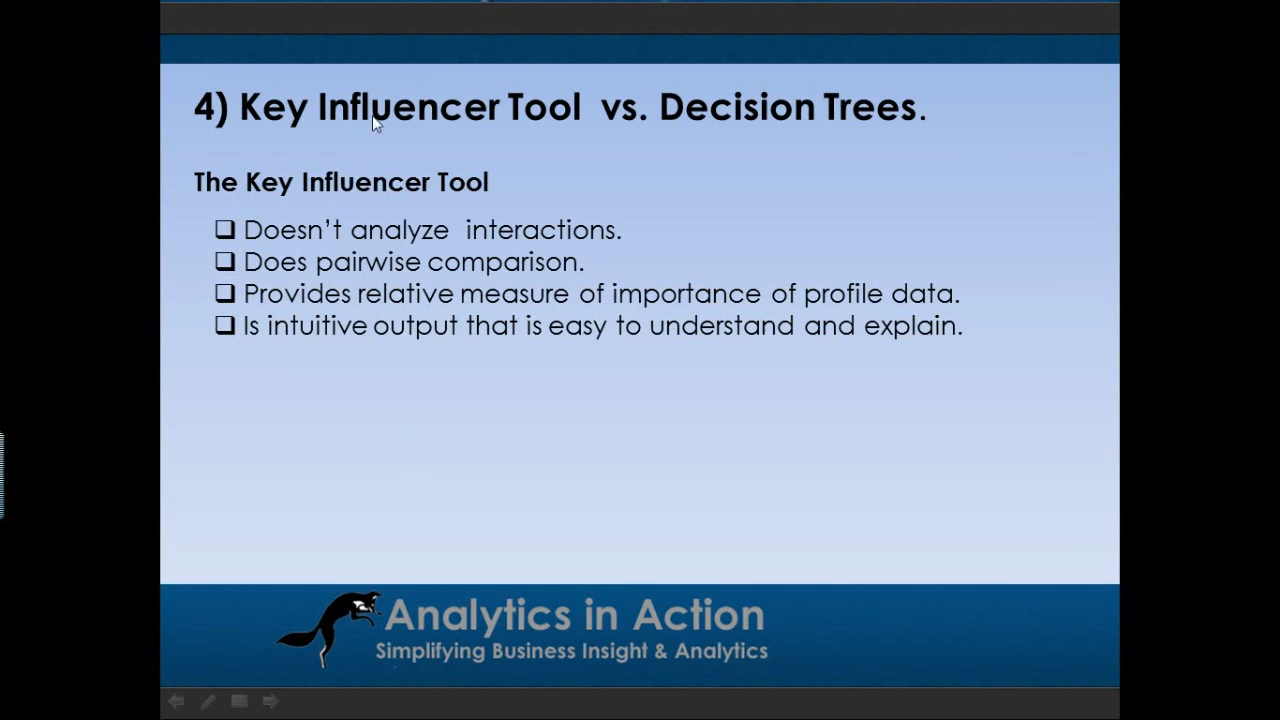 4) Key Influencer Tool vs. Decision Trees.
The Key Influencer Tool
Doesn't analyze interactions.
Does pairwise comparison.
Provides relative measure of importance of profile data.
Is intuitive output that is easy to understand and explain.
Analytics in Action
Simplifying Business Insight & Analytics